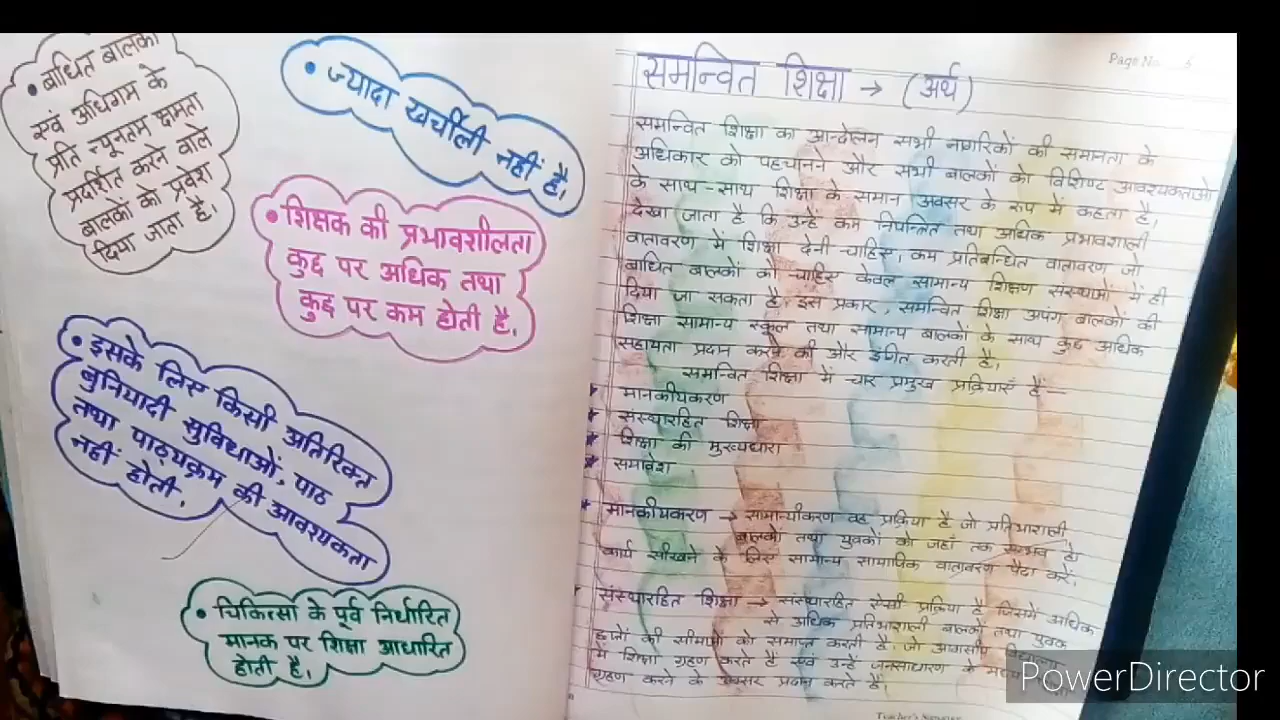 बाधित बालकों
एवं अधिगम के
प्रति न्यूनतम क्षमता
प्रदर्शित करने वाले
बालकों को प्रवेश
दिया जाता है।
ज्यादा खर्चीली नहीं है।
शिक्षक की प्रभावशीलता
कुछ पर अधिक तथा
कुछ पर कम होती है।
इसके लिए किसी अतिरिक्त
बुनियादी सुविधाओं, पाठ
तथा पाठ्यक्रम की आवश्यकता
नहीं होती।
चिकित्सा के पूर्व निर्धारित
मानक पर शिक्षा आधारित
होती है।
Page No. 5
समन्वित शिक्षा → (अर्थ)
समन्वित शिक्षा का आन्दोलन सभी नागरिकों की समानता के
अधिकार को पहचानने और सभी बालकों को विशिष्ट आवश्यकताओं
के साथ-साथ शिक्षा के समान अवसर के रूप में कहता है।
देखा जाता है कि उन्हें कम तथा अधिक प्रभावशाली
वातावरण में शिक्षा देनी चाहिए, कम प्रतिबन्धित वातावरण जो
बाधित बालकों को चाहिए केवल सामान्य शिक्षण संस्थाओं में ही
दिया जा सकता है। इस प्रकार, समन्वित शिक्षा अपंग बालकों की
शिक्षा सामान्य स्कूल तथा सामान्य बालकों के साथ कुछ अधिक
सहायता प्रदान करने की और इंगित करती है।
समन्वित शिक्षा में चार प्रमुख प्रक्रियाएँ हैं—
मानकीयकरण
संस्थारहित शिक्षा
शिक्षा की मुख्यधारा
समावेश
मानकीयकरण → सामान्यीकरण वह प्रक्रिया है जो प्रतिभाशाली
बालकों तथा युवकों को जहाँ तक सम्भव हो
कार्य सीखने के लिए सामान्य सामाजिक वातावरण पैदा करें।
संस्थारहित शिक्षा → संस्थारहित ऐसी प्रक्रिया है जिसमें अधिक
से अधिक प्रतिभाशाली बालकों तथा युवक
की सीमाओं को समाप्त करती है। जो आवासीय
में शिक्षा ग्रहण करते हैं एवं उन्हें जनसाधारण के मध्य
ग्रहण करने के अवसर प्रदान करते हैं।
PowerDirector